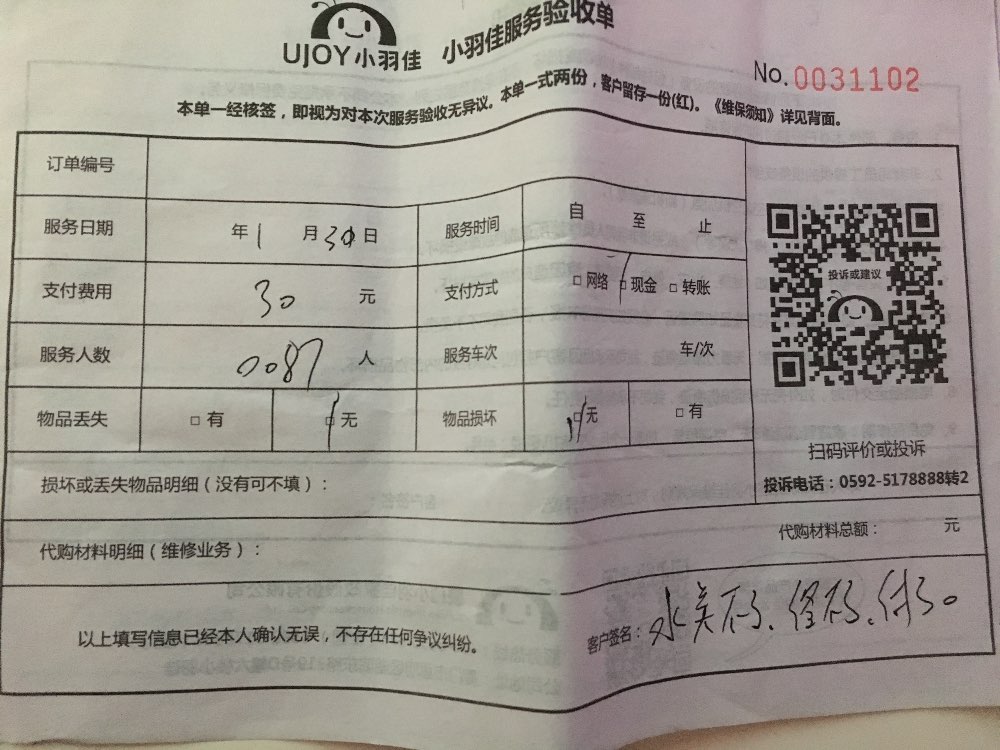 UJOY小羽佳 小羽佳服务验收单
No.0031102
本单一经核签，即视为对本次服务验收无异议。本单一式两份，客户留存一份(红)。《维保须知》详见背面。
订单编号
服务日期 年1月30日 服务时间 自 至 止
支付费用 30 元 支付方式 □网络 □现金 □转账
投诉或建议
服务人数 0087 人 服务车次 车/次
物品丢失 □有 □无 物品损坏 □无 □有
扫码评价或投诉
投诉电话：0592-5178888转2
损坏或丢失物品明细（没有可不填）：
代购材料明细（维修业务）： 代购材料总额： 元
以上填写信息已经本人确认无误，不存在任何争议纠纷。 客户签名：